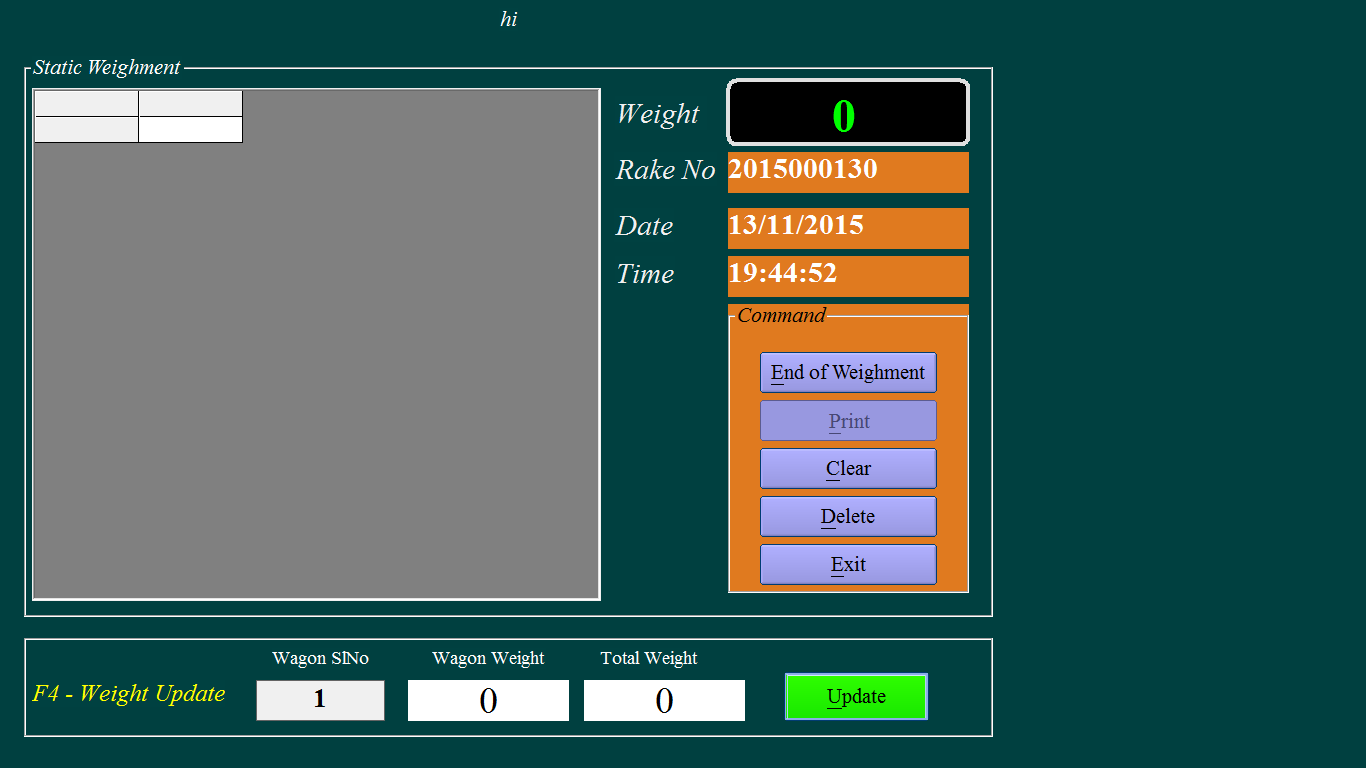 hi
Static Weighment
Weight 0
Rake No 2015000130
Date 13/11/2015
Time 19:44:52
Command
End of Weighment
Print
Clear
Delete
Exit
Wagon SlNo Wagon Weight Total Weight
F4 - Weight Update 1 0 0 Update